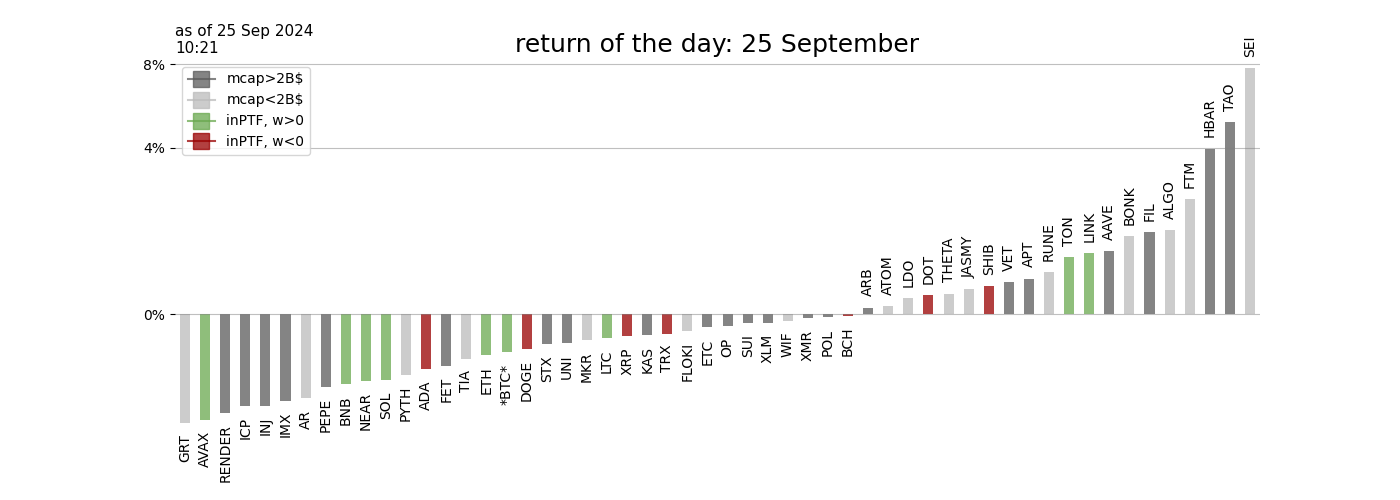 as of 25 Sep 2024
10:21
return of the day: 25 September
8%
4%
0%
mcap>2B$
mcap<2B$
inPTF, w>0
inPTF, w<0
GRT
AVAX
RENDER
ICP
INJ
IMX
AR
PEPE
BNB
NEAR
SOL
PYTH
ADA
FET
TIA
ETH
*BTC*
DOGE
STX
UNI
MKR
LTC
XRP
KAS
TRX
FLOKI
ETC
OP
SUI
XLM
WIF
XMR
POL
BCH
ARB
ATOM
LDO
DOT
THETA
JASMY
SHIB
VET
APT
RUNE
TON
LINK
AAVE
BONK
FIL
ALGO
FTM
HBAR
TAO
SEI